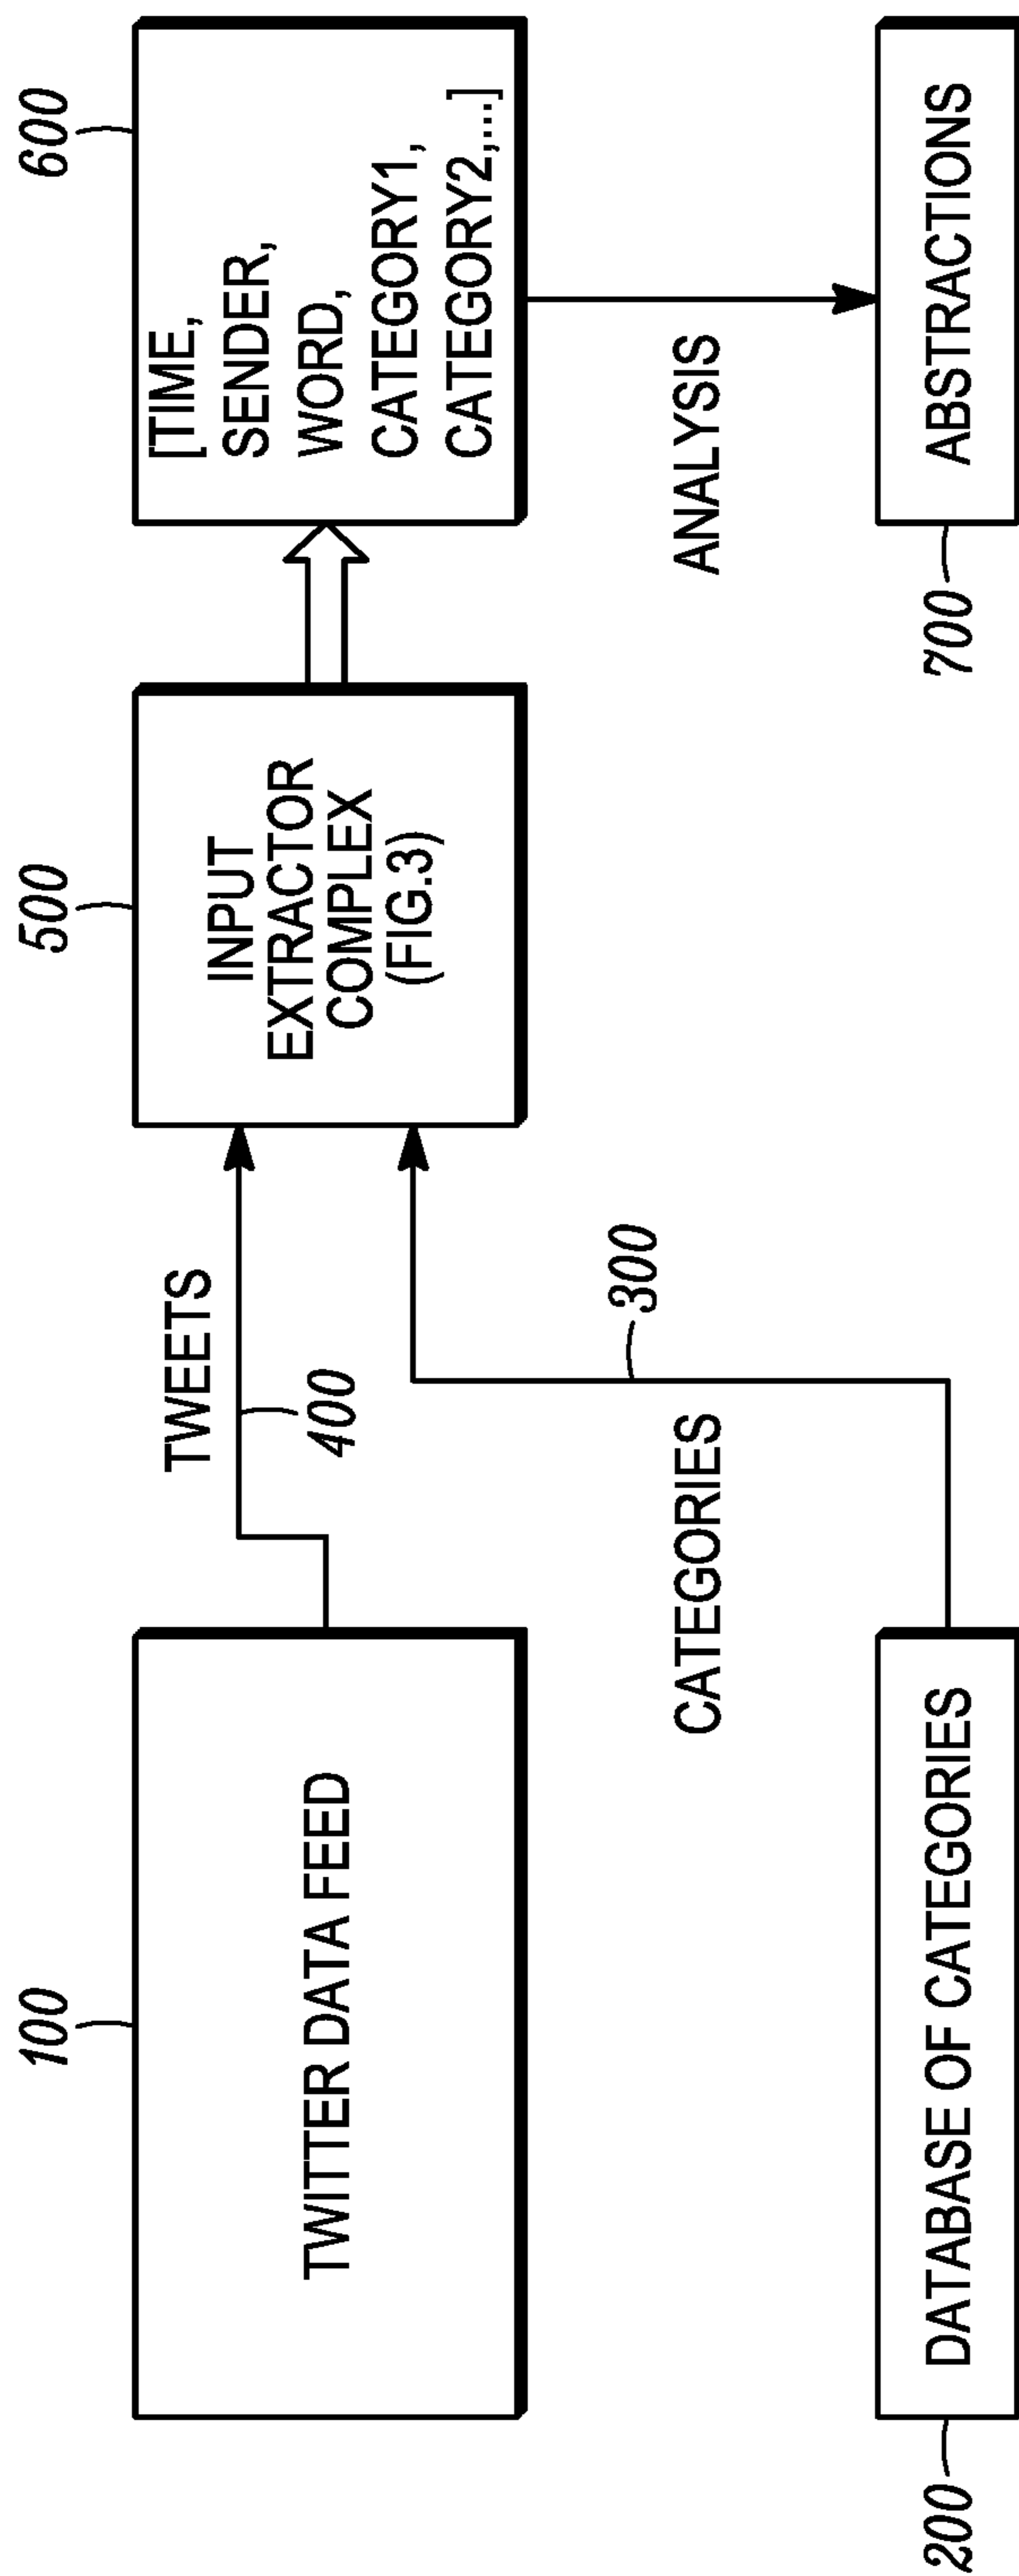 100
TWITTER DATA FEED
TWEETS
400
500
INPUT
EXTRACTOR
COMPLEX
(FIG.3)
600
[TIME,
SENDER,
WORD,
CATEGORY1,
CATEGORY2,...]
200
DATABASE OF CATEGORIES
CATEGORIES
300
ANALYSIS
700
ABSTRACTIONS